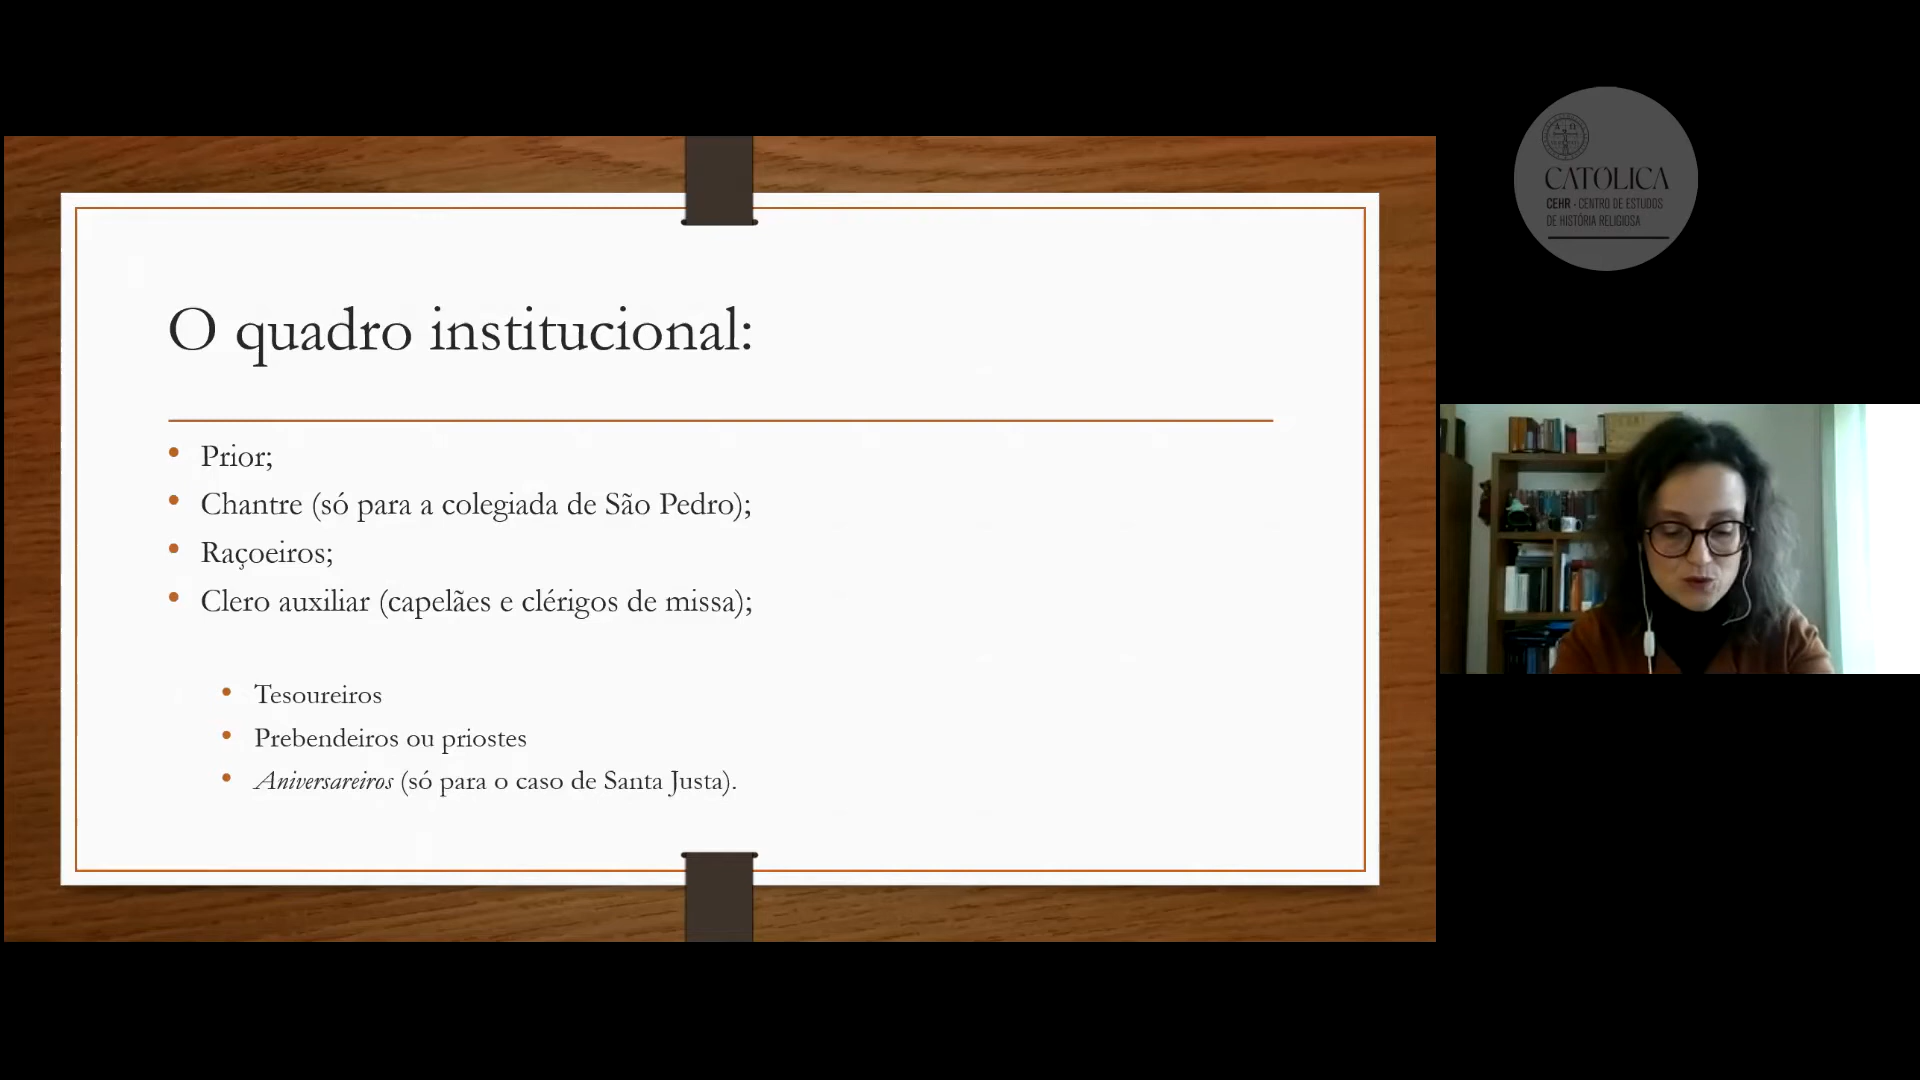 O quadro institucional:
• Prior;
• Chantre (só para a colegiada de São Pedro);
• Raçoeiros;
• Clero auxiliar (capelães e clérigos de missa);
• Tesoureiros
• Prebendeiros ou priostes
• Aniversareiros (só para o caso de Santa Justa).
CATÓLICA
CEHR - CENTRO DE ESTUDOS
DE HISTÓRIA RELIGIOSA